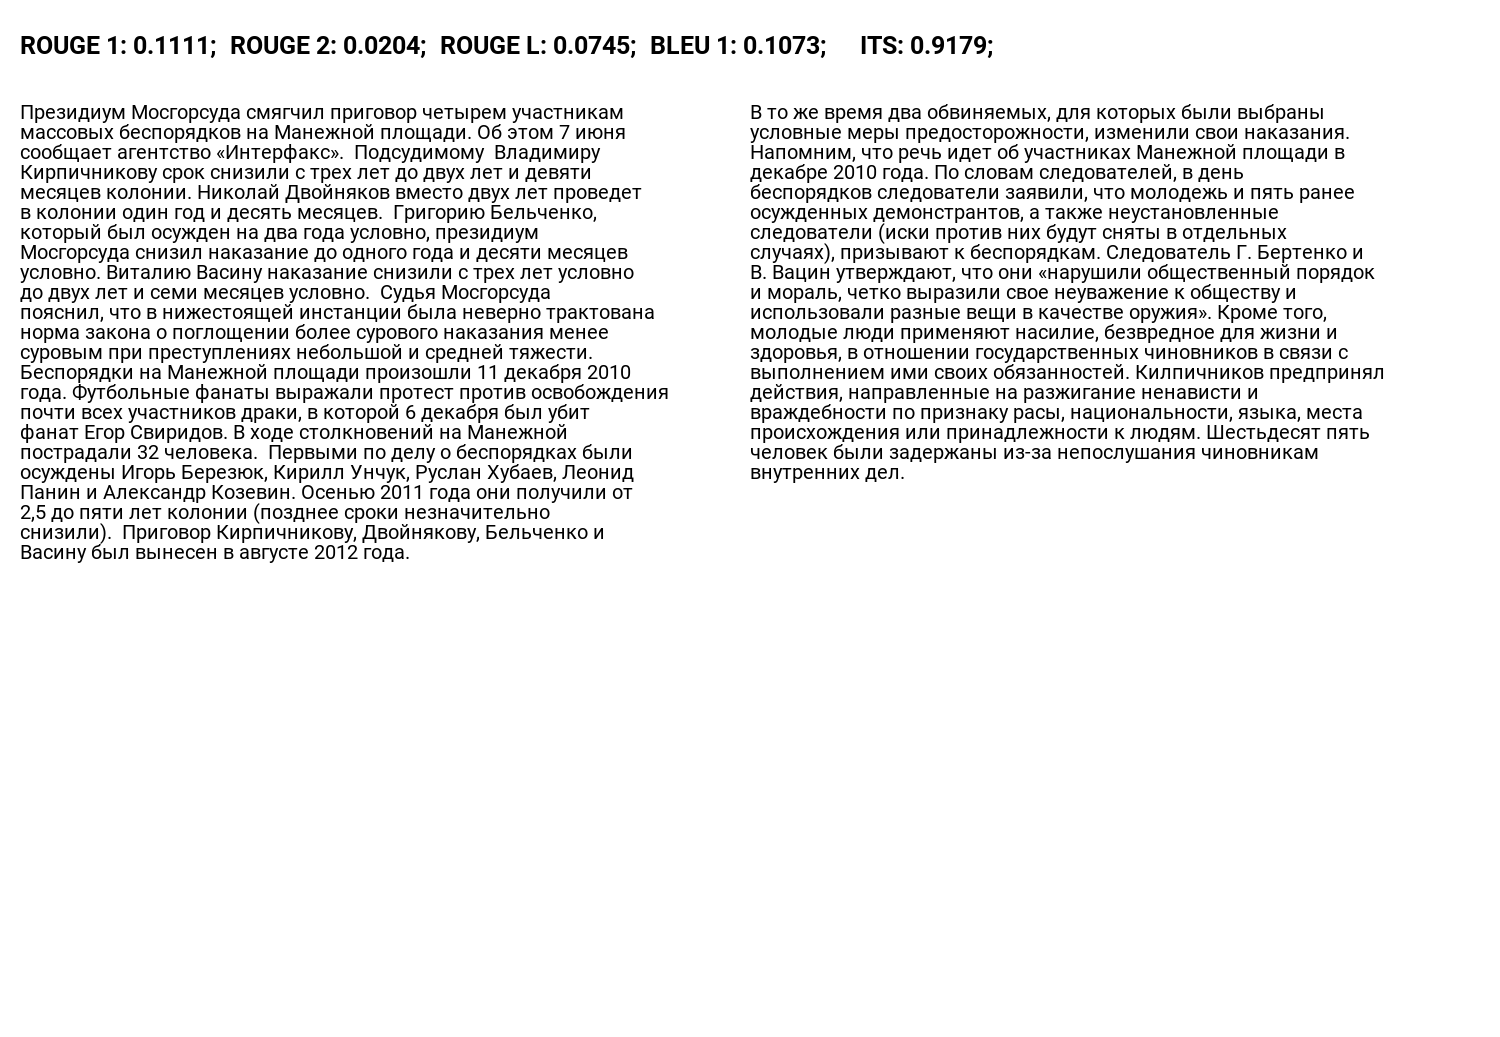 ROUGE 1: 0.1111;  ROUGE 2: 0.0204;  ROUGE L: 0.0745;  BLEU 1: 0.1073;     ITS: 0.9179;
Президиум Мосгорсуда смягчил приговор четырем участникам
массовых беспорядков на Манежной площади. Об этом 7 июня
сообщает агентство «Интерфакс».  Подсудимому  Владимиру
Кирпичникову срок снизили с трех лет до двух лет и девяти
месяцев колонии. Николай Двойняков вместо двух лет проведет
в колонии один год и десять месяцев.  Григорию Бельченко,
который был осужден на два года условно, президиум
Мосгорсуда снизил наказание до одного года и десяти месяцев
условно. Виталию Васину наказание снизили с трех лет условно
до двух лет и семи месяцев условно.  Судья Мосгорсуда
пояснил, что в нижестоящей инстанции была неверно трактована
норма закона о поглощении более сурового наказания менее
суровым при преступлениях небольшой и средней тяжести.
Беспорядки на Манежной площади произошли 11 декабря 2010
года. Футбольные фанаты выражали протест против освобождения
почти всех участников драки, в которой 6 декабря был убит
фанат Егор Свиридов. В ходе столкновений на Манежной
пострадали 32 человека.  Первыми по делу о беспорядках были
осуждены Игорь Березюк, Кирилл Унчук, Руслан Хубаев, Леонид
Панин и Александр Козевин. Осенью 2011 года они получили от
2,5 до пяти лет колонии (позднее сроки незначительно
снизили).  Приговор Кирпичникову, Двойнякову, Бельченко и
Васину был вынесен в августе 2012 года.
В то же время два обвиняемых, для которых были выбраны
условные меры предосторожности, изменили свои наказания.
Напомним, что речь идет об участниках Манежной площади в
декабре 2010 года. По словам следователей, в день
беспорядков следователи заявили, что молодежь и пять ранее
осужденных демонстрантов, а также неустановленные
следователи (иски против них будут сняты в отдельных
случаях), призывают к беспорядкам. Следователь Г. Бертенко и
В. Вацин утверждают, что они «нарушили общественный порядок
и мораль, четко выразили свое неуважение к обществу и
использовали разные вещи в качестве оружия». Кроме того,
молодые люди применяют насилие, безвредное для жизни и
здоровья, в отношении государственных чиновников в связи с
выполнением ими своих обязанностей. Килпичников предпринял
действия, направленные на разжигание ненависти и
враждебности по признаку расы, национальности, языка, места
происхождения или принадлежности к людям. Шестьдесят пять
человек были задержаны из-за непослушания чиновникам
внутренних дел.